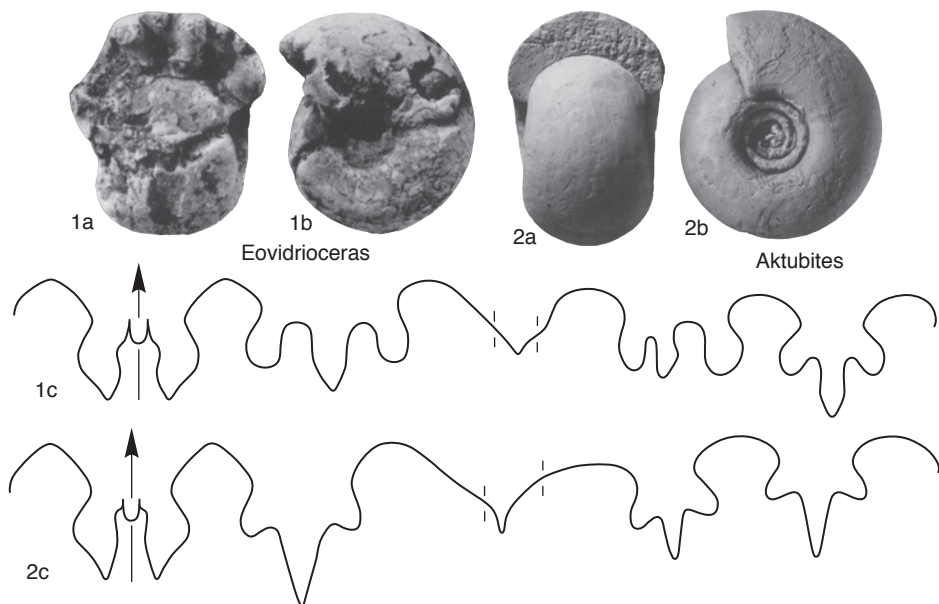 1a
1b
2a
2b
Eovidrioceras
Aktubites
1c
2c